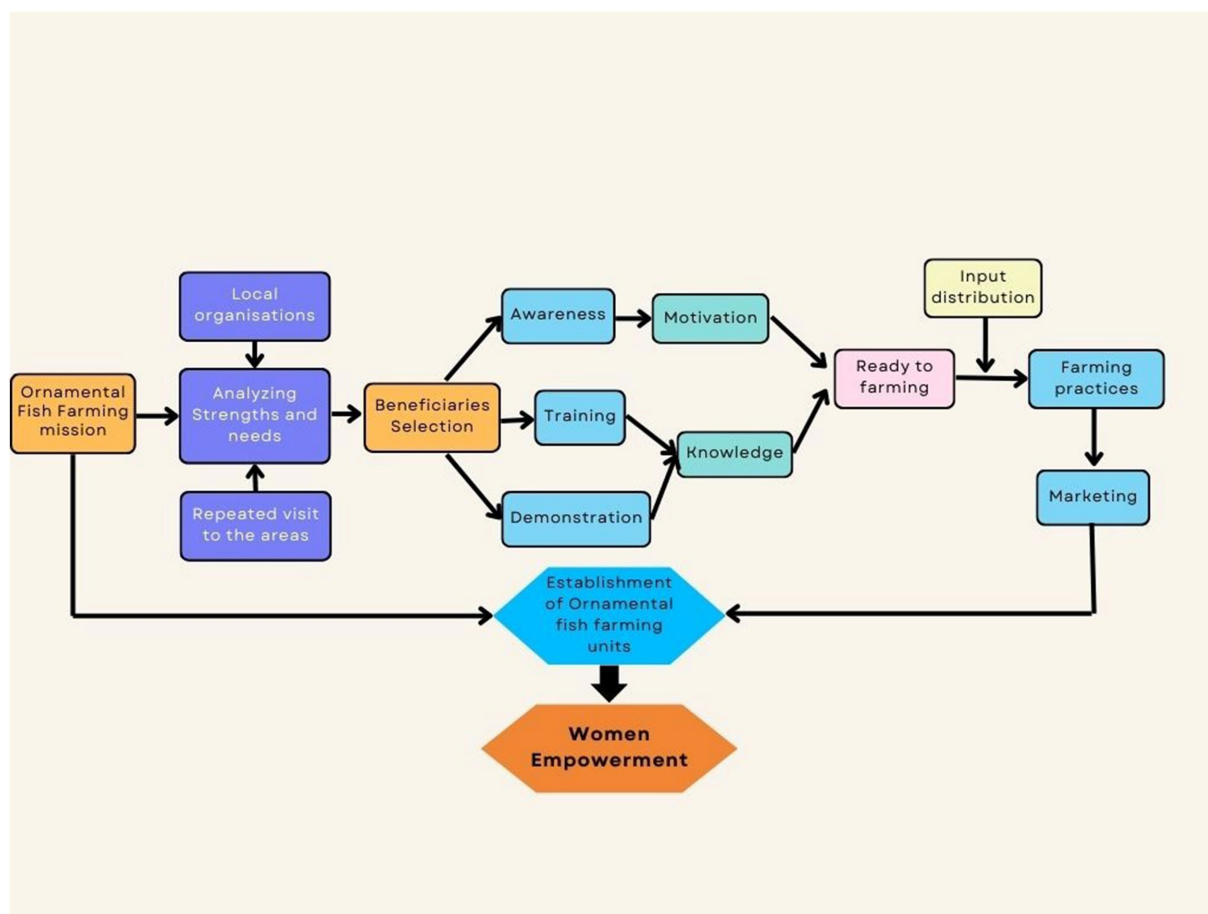 Ornamental
Fish Farming
mission
Local
organisations
Analyzing
Strengths and
needs
Repeated visit
to the areas
Beneficiaries
Selection
Awareness
Training
Demonstration
Motivation
Knowledge
Ready to
farming
Input
distribution
Farming
practices
Marketing
Establishment
of Ornamental
fish farming
units
Women
Empowerment